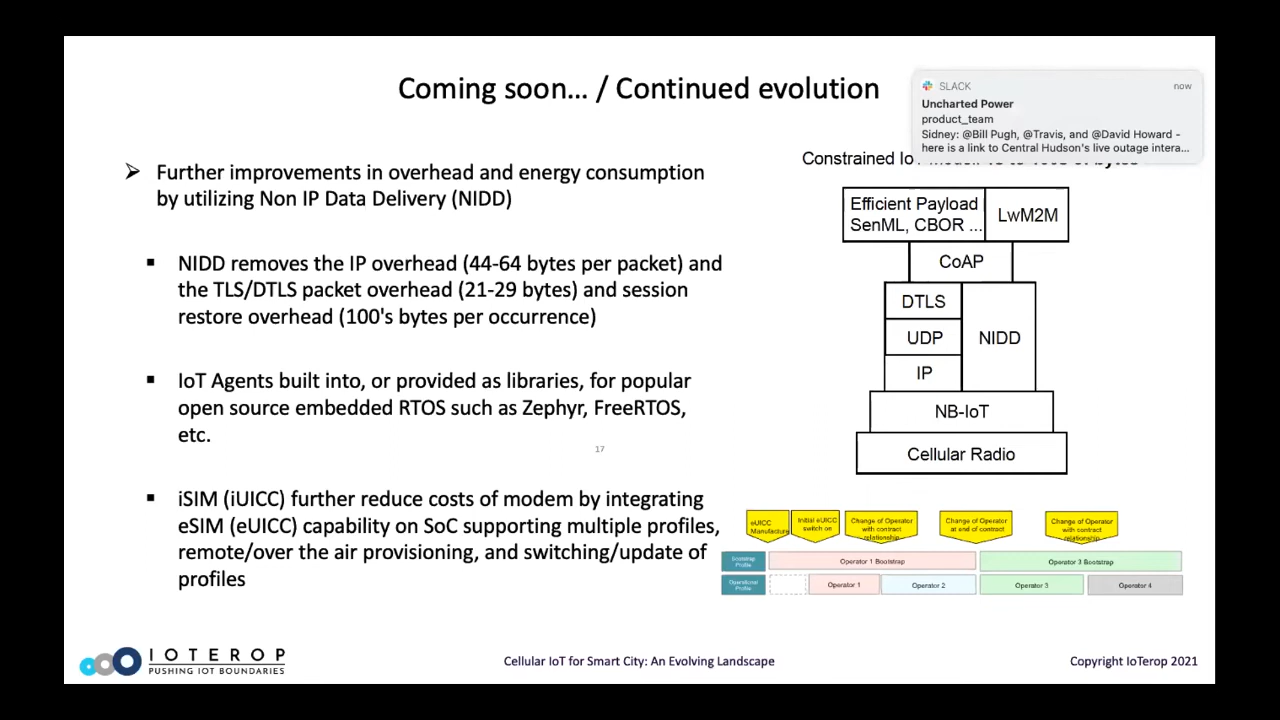 Coming soon... / Continued evolution
SLACK
now
Uncharted Power
product_team
Sidney: @Bill Pugh, @Travis, and @David Howard -
here is a link to Central Hudson's live outage intera...
➢ Further improvements in overhead and energy consumption
by utilizing Non IP Data Delivery (NIDD)
▪ NIDD removes the IP overhead (44-64 bytes per packet) and
the TLS/DTLS packet overhead (21-29 bytes) and session
restore overhead (100's bytes per occurrence)
▪ IoT Agents built into, or provided as libraries, for popular
open source embedded RTOS such as Zephyr, FreeRTOS,
etc.
17
▪ iSIM (iUICC) further reduce costs of modem by integrating
eSIM (eUICC) capability on SoC supporting multiple profiles,
remote/over the air provisioning, and switching/update of
profiles
Constrained
Efficient Payload
SenML, CBOR ...
LwM2M
CoAP
DTLS
UDP
IP
NIDD
NB-IoT
Cellular Radio
eUICC
Manufacture
Initial eUICC
switch on
Change of Operator
with contract
relationship
Change of Operator
at end of contract
Change of Operator
with contract
relationship
Bootstrap
Profile
Operator 1 Bootstrap
Operator 3 Bootstrap
Operational
Profile
Operator 1
Operator 2
Operator 3
Operator 4
IOTEROP
PUSHING IOT BOUNDARIES
Cellular IoT for Smart City: An Evolving Landscape
Copyright IoTerop 2021